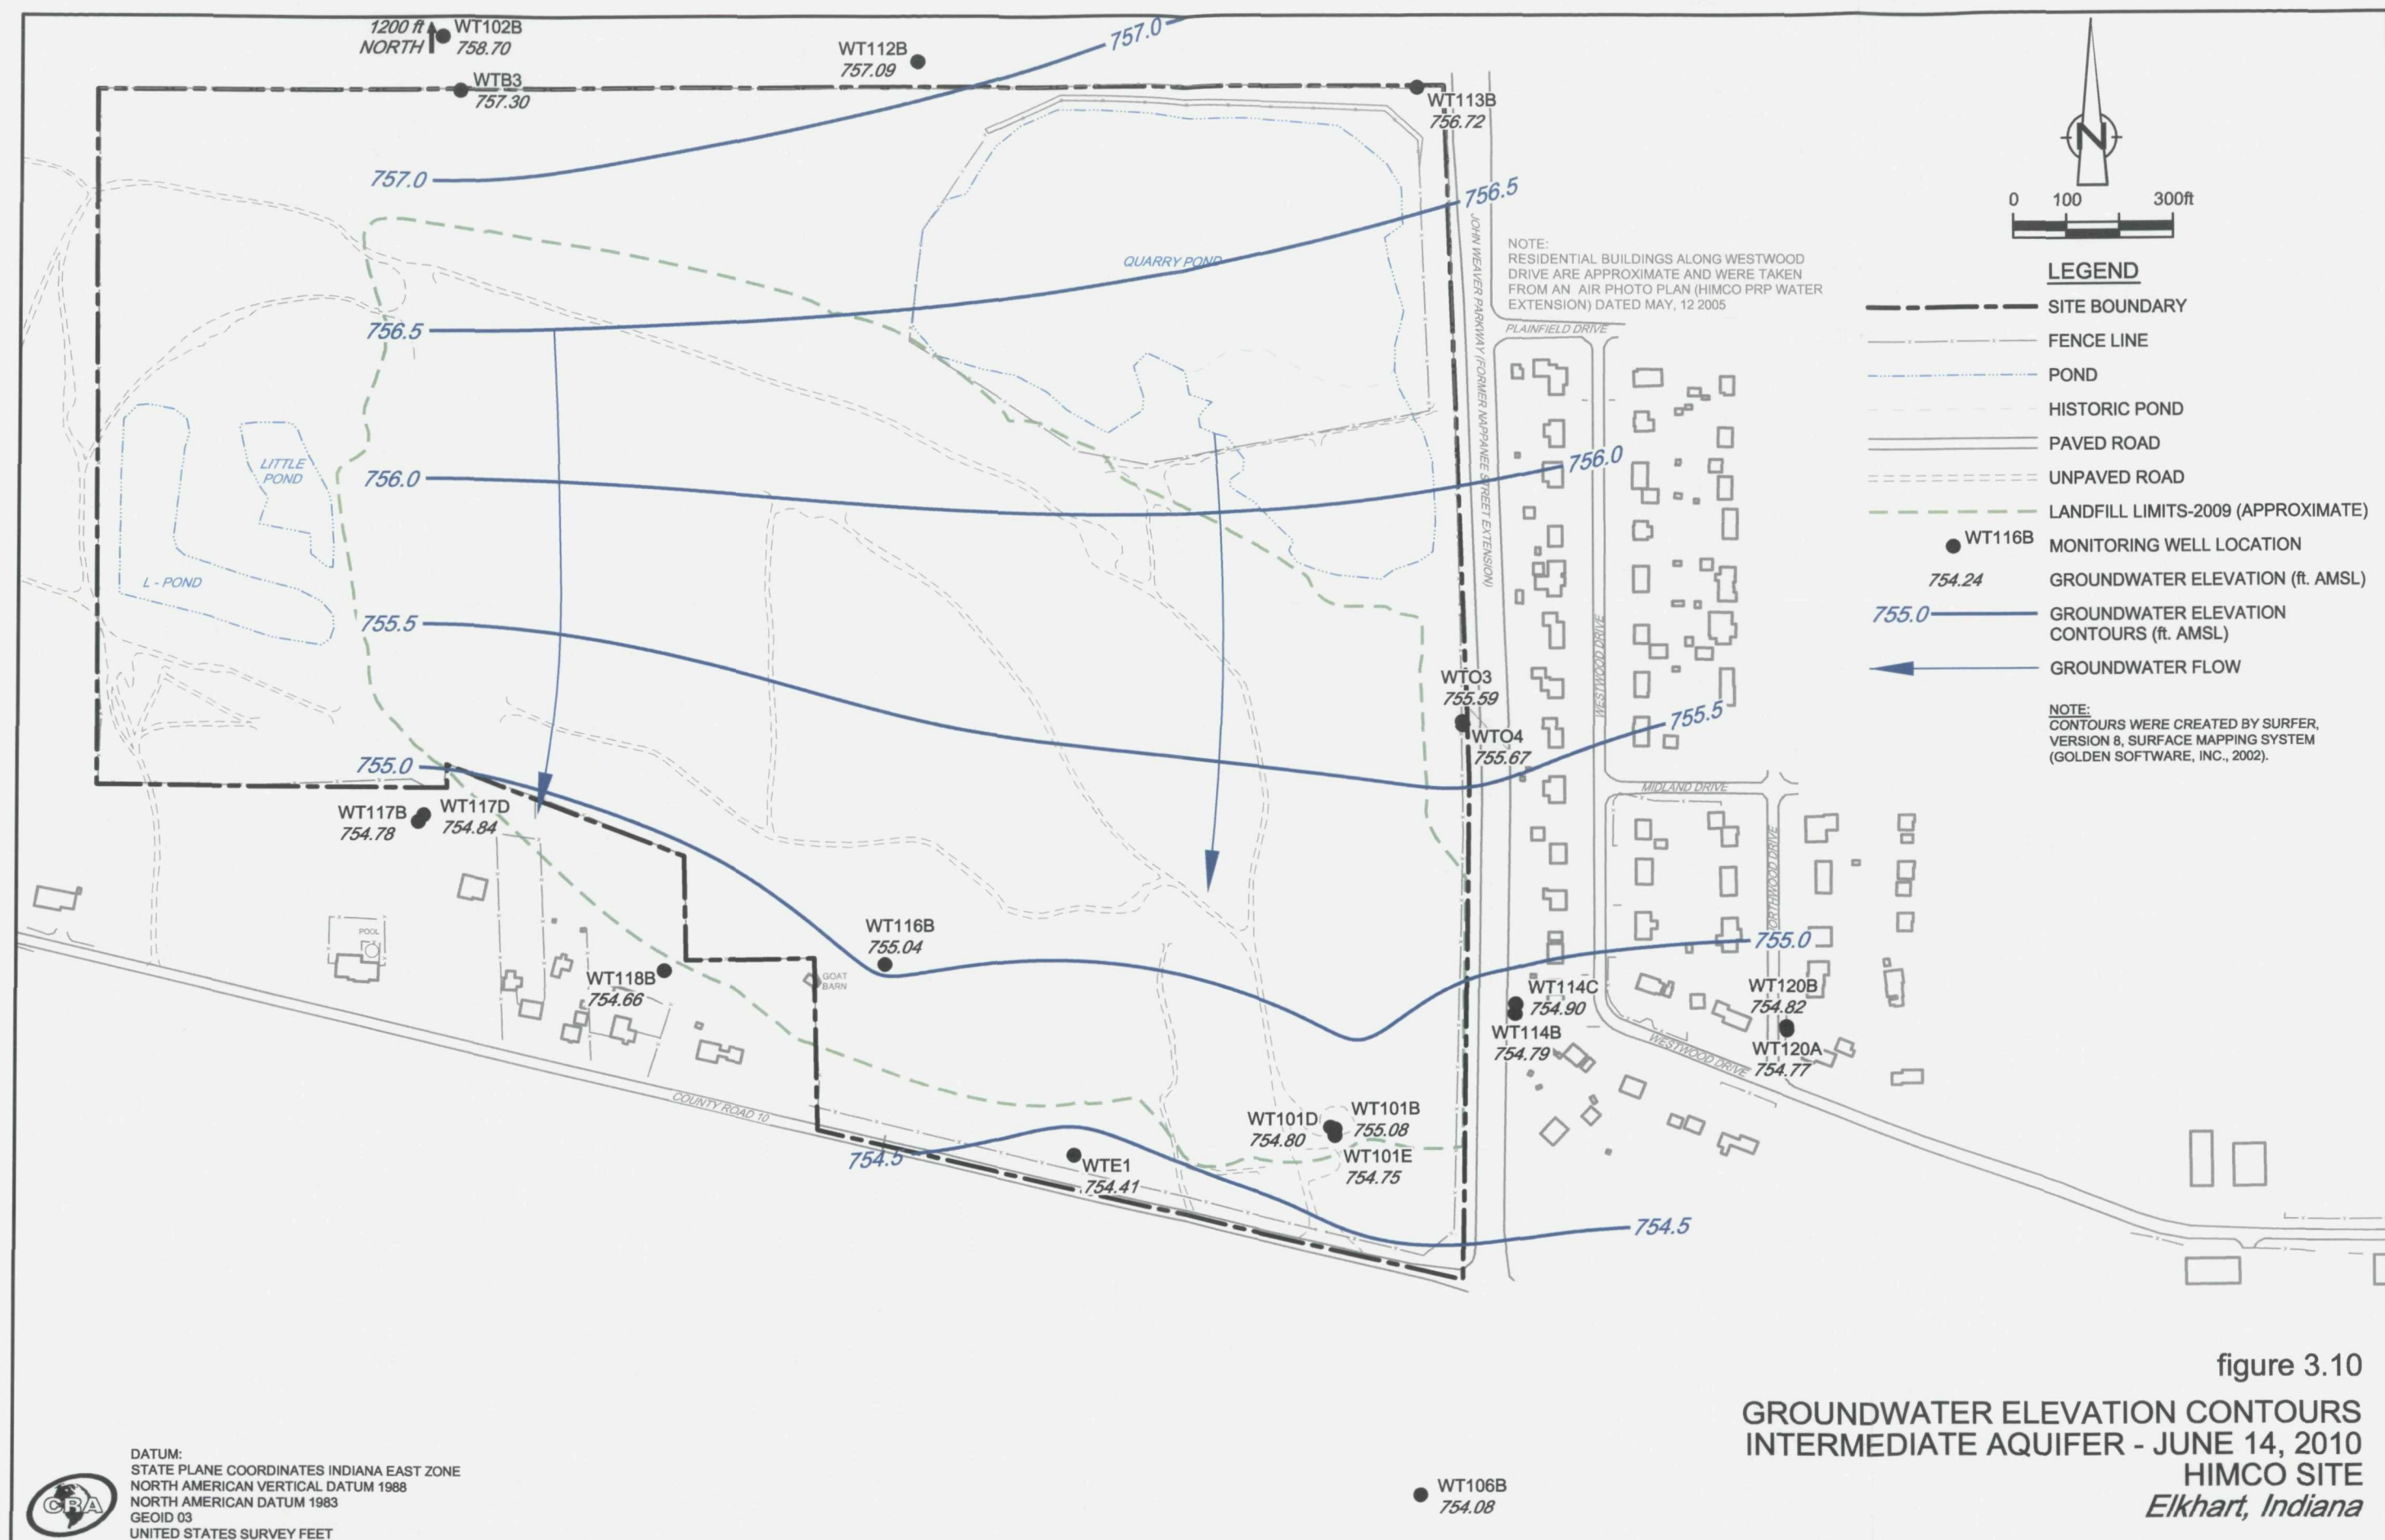 1200 ft
NORTH
WT102B
758.70
WTB3
757.30
WT112B
757.09
757.0
WT113B
756.72
757.0
756.5
QUARRY POND
756.5
JOHN WEAVER PARKWAY (FORMER NAPPANEE STREET EXTENSION)
NOTE:
RESIDENTIAL BUILDINGS ALONG WESTWOOD
DRIVE ARE APPROXIMATE AND WERE TAKEN
FROM AN AIR PHOTO PLAN (HIMCO PRP WATER
EXTENSION) DATED MAY, 12 2005
PLAINFIELD DRIVE
LITTLE
POND
756.0
756.0
L - POND
755.5
WESTWOOD DRIVE
WTO3
755.59
WTO4
755.67
755.5
755.0
MIDLAND DRIVE
WT117B
754.78
WT117D
754.84
NORTHWOOD DRIVE
POOL
WT116B
755.04
WT118B
754.66
GOAT
BARN
755.0
WT114C
754.90
WT114B
754.79
WT120B
754.82
WT120A
754.77
WESTWOOD DRIVE
COUNTY ROAD 10
WT101D
754.80
WT101B
755.08
WT101E
754.75
754.5
WTE1
754.41
754.5
WT106B
754.08
N
0 100 300ft
LEGEND
SITE BOUNDARY
FENCE LINE
POND
HISTORIC POND
PAVED ROAD
UNPAVED ROAD
LANDFILL LIMITS-2009 (APPROXIMATE)
WT116B MONITORING WELL LOCATION
754.24 GROUNDWATER ELEVATION (ft. AMSL)
755.0 GROUNDWATER ELEVATION
CONTOURS (ft. AMSL)
GROUNDWATER FLOW
NOTE:
CONTOURS WERE CREATED BY SURFER,
VERSION 8, SURFACE MAPPING SYSTEM
(GOLDEN SOFTWARE, INC., 2002).
figure 3.10
GROUNDWATER ELEVATION CONTOURS
INTERMEDIATE AQUIFER - JUNE 14, 2010
HIMCO SITE
Elkhart, Indiana
CRA
DATUM:
STATE PLANE COORDINATES INDIANA EAST ZONE
NORTH AMERICAN VERTICAL DATUM 1988
NORTH AMERICAN DATUM 1983
GEOID 03
UNITED STATES SURVEY FEET